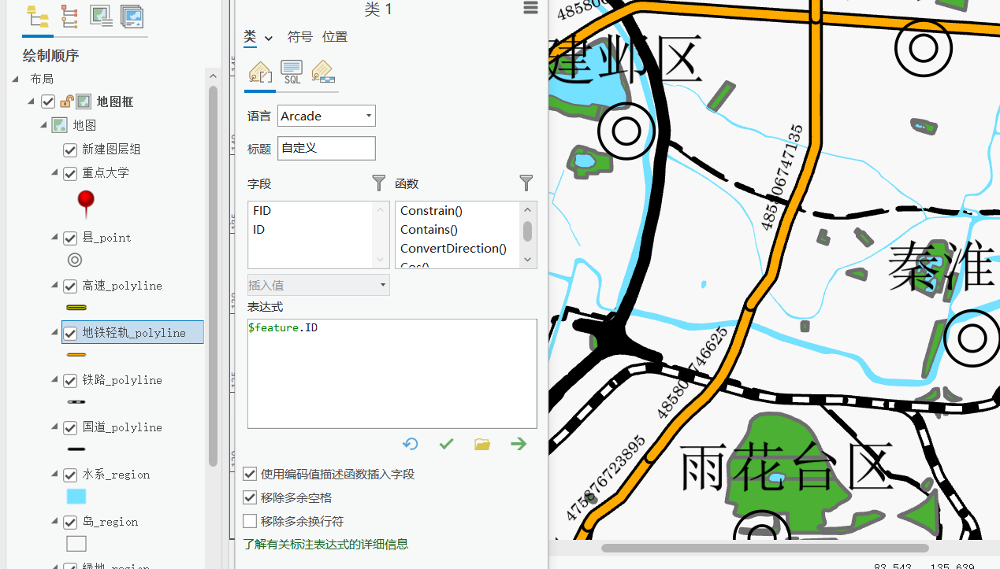 绘制顺序
布局
地图框
地图
新建图层组
重点大学
县_point
高速_polyline
地铁轻轨_polyline
铁路_polyline
国道_polyline
水系_region
岛_region
绿地_region
类 1
类
符号
位置
SQL
语言
Arcade
标题
自定义
字段
函数
FID
ID
Constrain()
Contains()
ConvertDirection()
Cos()
插入值
表达式
$feature.ID
使用编码值描述函数插入字段
移除多余空格
移除多余换行符
了解有关标注表达式的详细信息
建邺区
485806747135
秦淮
485806746625
雨花台区
475876723895
83.543
135.639